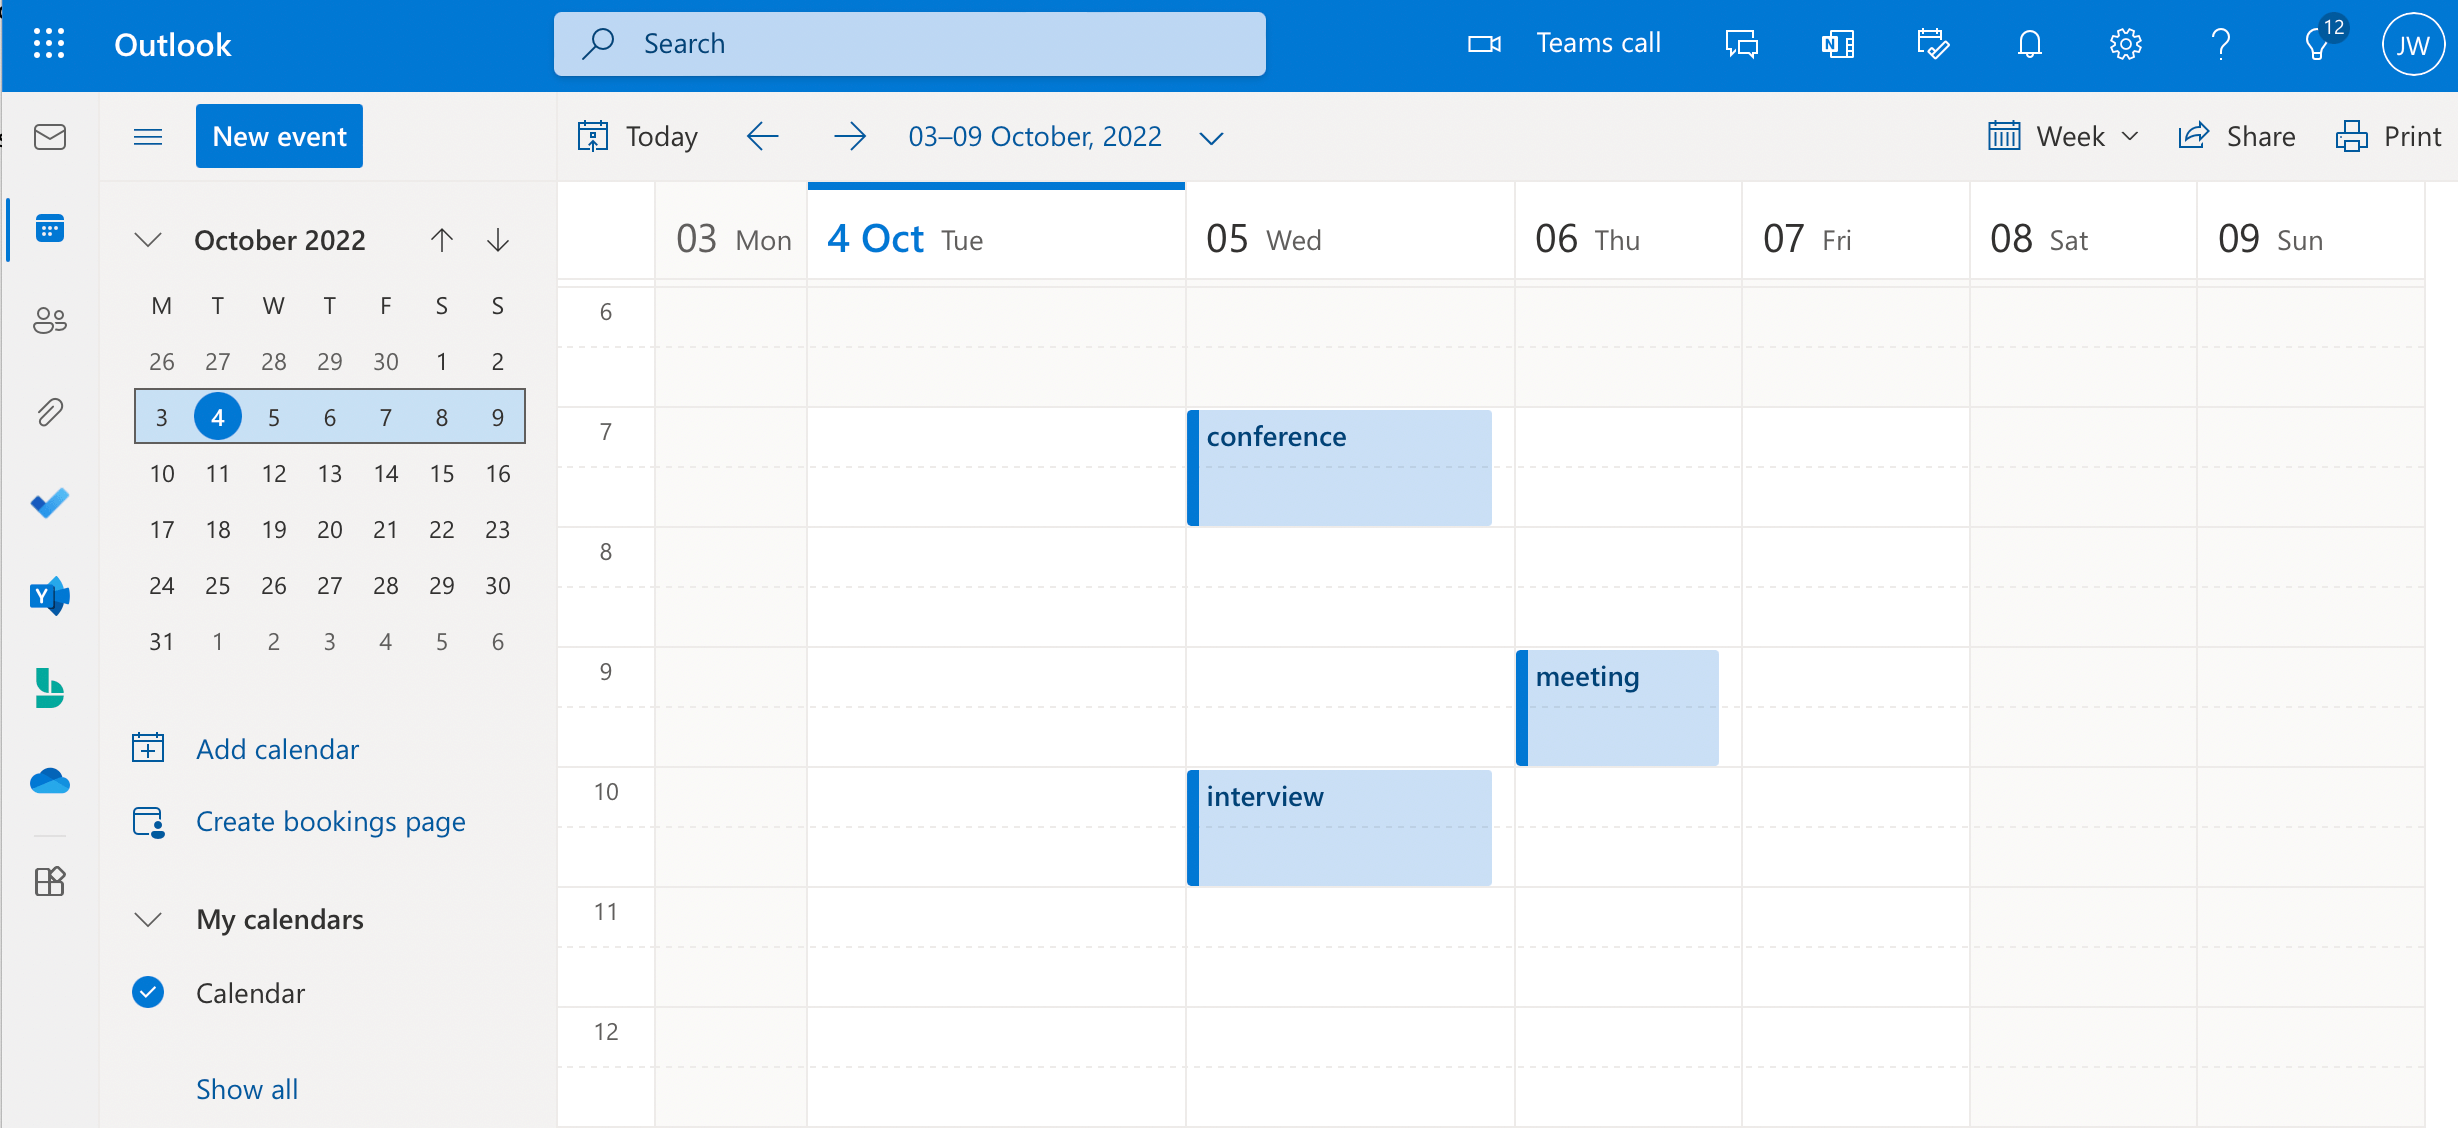 Outlook
Search
Teams call
12
JW
New event
Today
03–09 October, 2022
Week
Share
Print
October 2022
M T W T F S S
26 27 28 29 30 1 2
3 4 5 6 7 8 9
10 11 12 13 14 15 16
17 18 19 20 21 22 23
24 25 26 27 28 29 30
31 1 2 3 4 5 6
Add calendar
Create bookings page
My calendars
Calendar
Show all
03 Mon
4 Oct Tue
05 Wed
06 Thu
07 Fri
08 Sat
09 Sun
6
7
conference
8
9
meeting
10
interview
11
12
N
Y